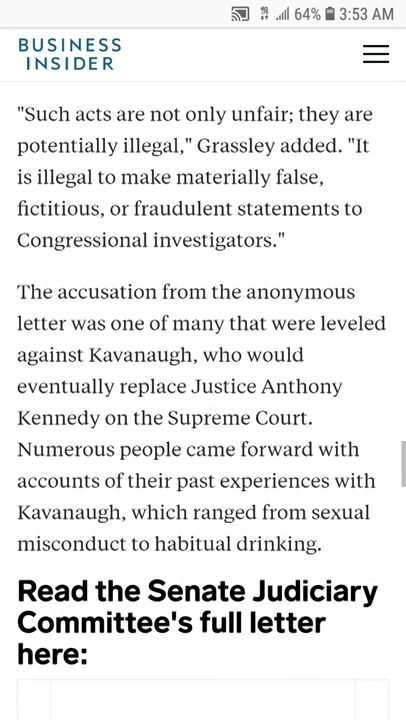 64% 3:53 AM
BUSINESS
INSIDER
"Such acts are not only unfair; they are
potentially illegal," Grassley added. "It
is illegal to make materially false,
fictitious, or fraudulent statements to
Congressional investigators."
The accusation from the anonymous
letter was one of many that were leveled
against Kavanaugh, who would
eventually replace Justice Anthony
Kennedy on the Supreme Court.
Numerous people came forward with
accounts of their past experiences with
Kavanaugh, which ranged from sexual
misconduct to habitual drinking.
Read the Senate Judiciary
Committee's full letter
here: